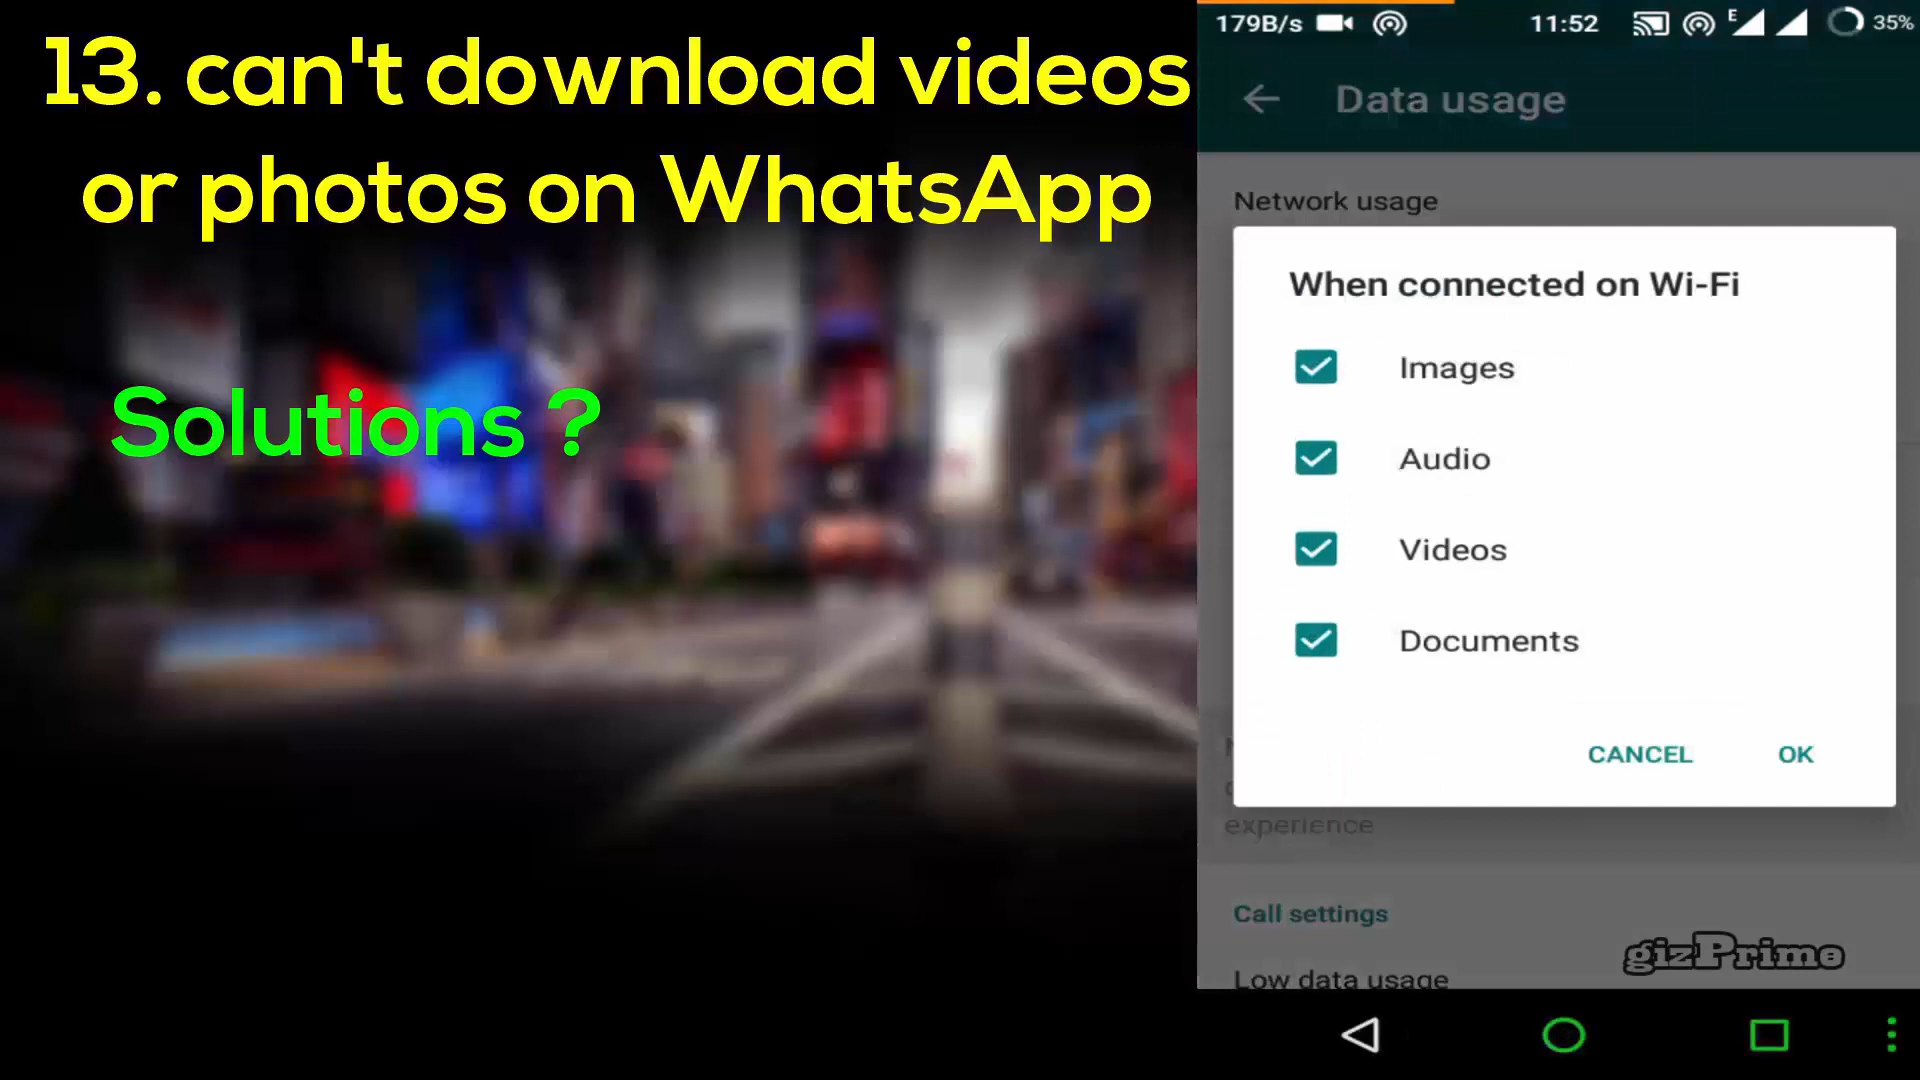 13. can't download videos
or photos on WhatsApp
Solutions ?
179B/s 11:52 E 35%
Data usage
Network usage
When connected on Wi-Fi
Images
Audio
Videos
Documents
CANCEL OK
experience
Call settings
gizPrime
Low data usage